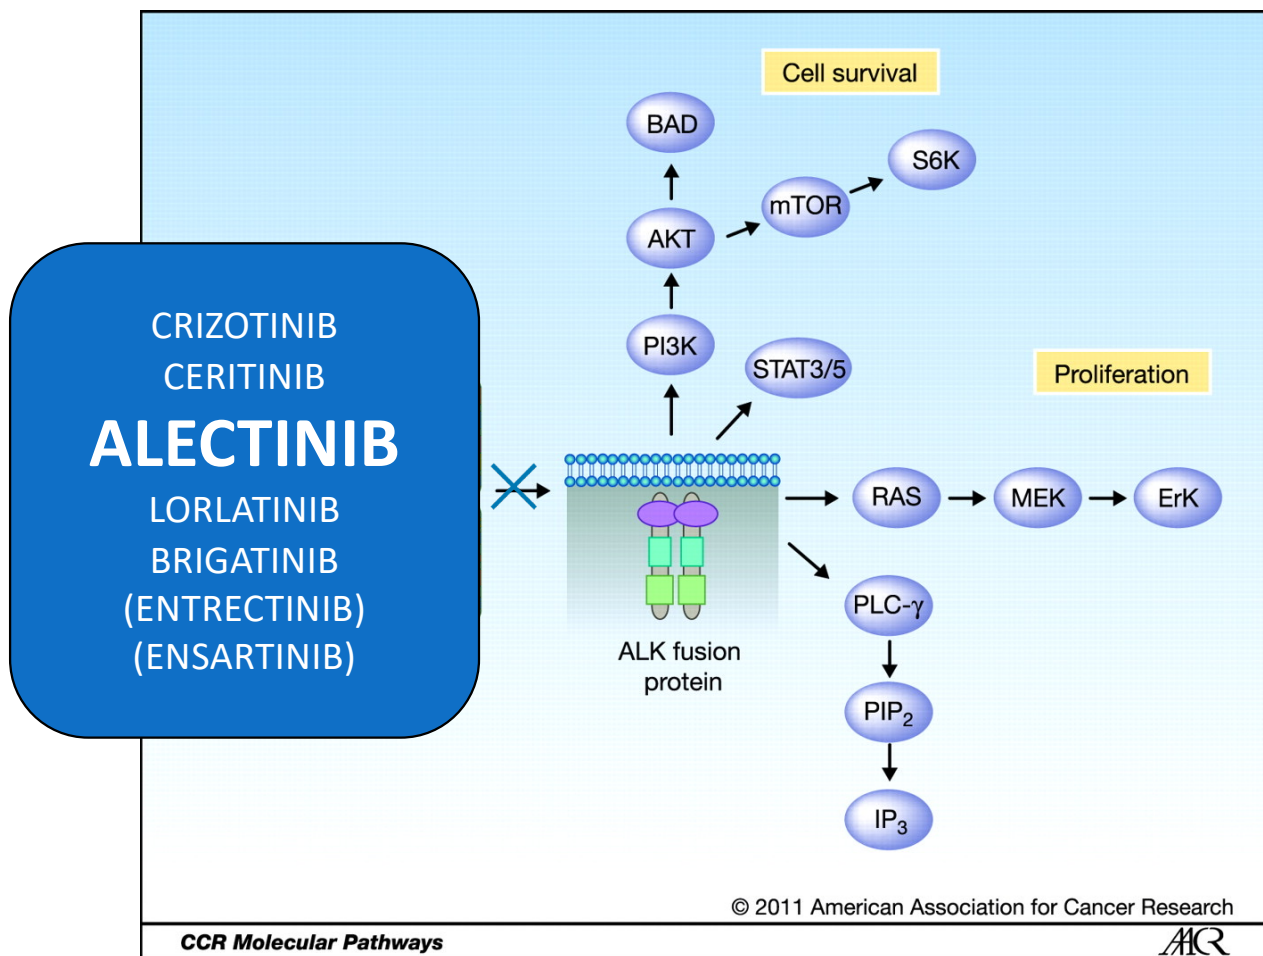 Cell survival
BAD
S6K
mTOR
AKT
CRIZOTINIB
CERITINIB
ALECTINIB
LORLATINIB
BRIGATINIB
(ENTRECTINIB)
(ENSARTINIB)
PI3K
STAT3/5
Proliferation
RAS
MEK
ErK
PLC-γ
ALK fusion
protein
PIP₂
IP₃
© 2011 American Association for Cancer Research
CCR Molecular Pathways
AACR